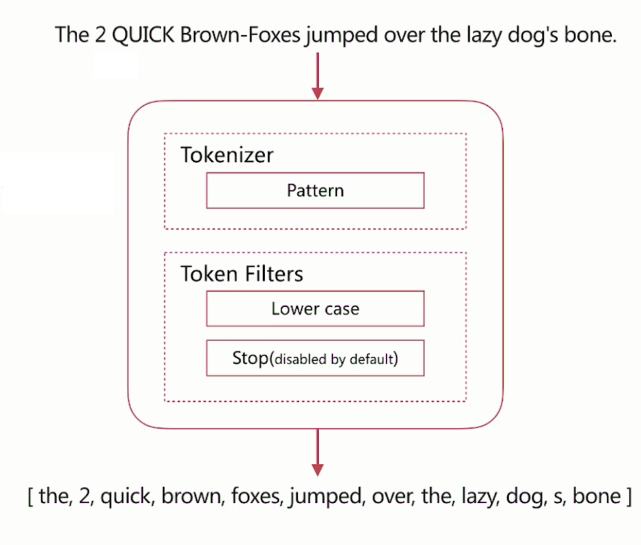 The 2 QUICK Brown-Foxes jumped over the lazy dog's bone.
Tokenizer
Pattern
Token Filters
Lower case
Stop(disabled by default)
[ the, 2, quick, brown, foxes, jumped, over, the, lazy, dog, s, bone ]